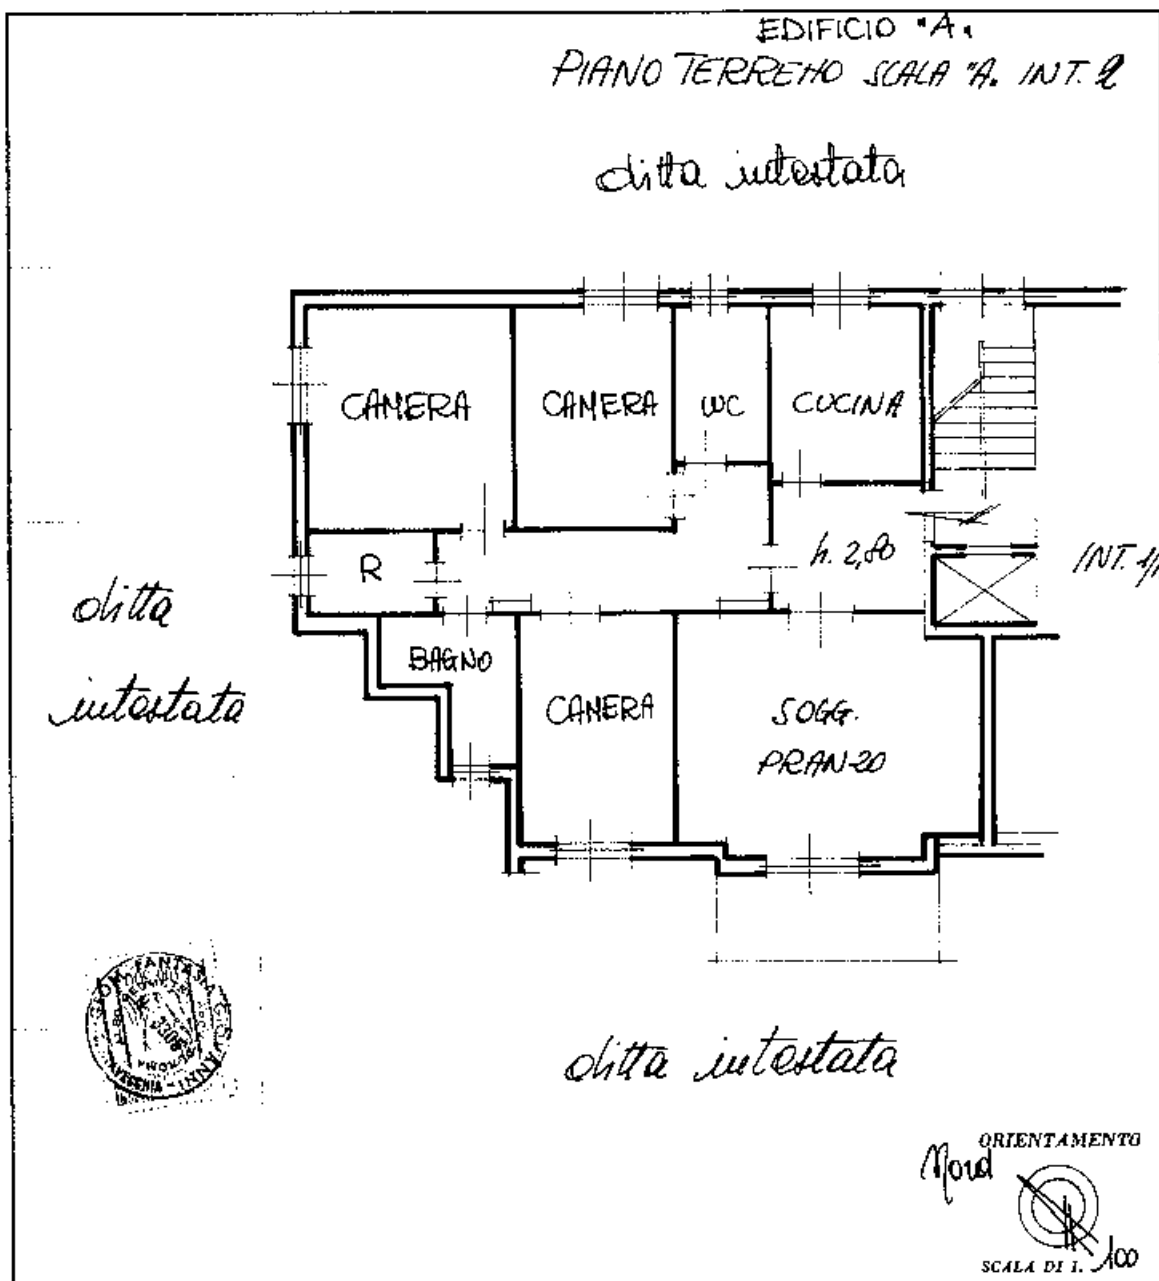 EDIFICIO "A"
PIANO TERRENO SCALA "A" INT. 2
ditta intestata
CAMERA
CAMERA
WC
CUCINA
R
h. 2,80
INT. 1/
ditta
intestata
BAGNO
CAMERA
SOGG.
PRANZO
ditta intestata
ORIENTAMENTO
Nord
SCALA DI 1: 100